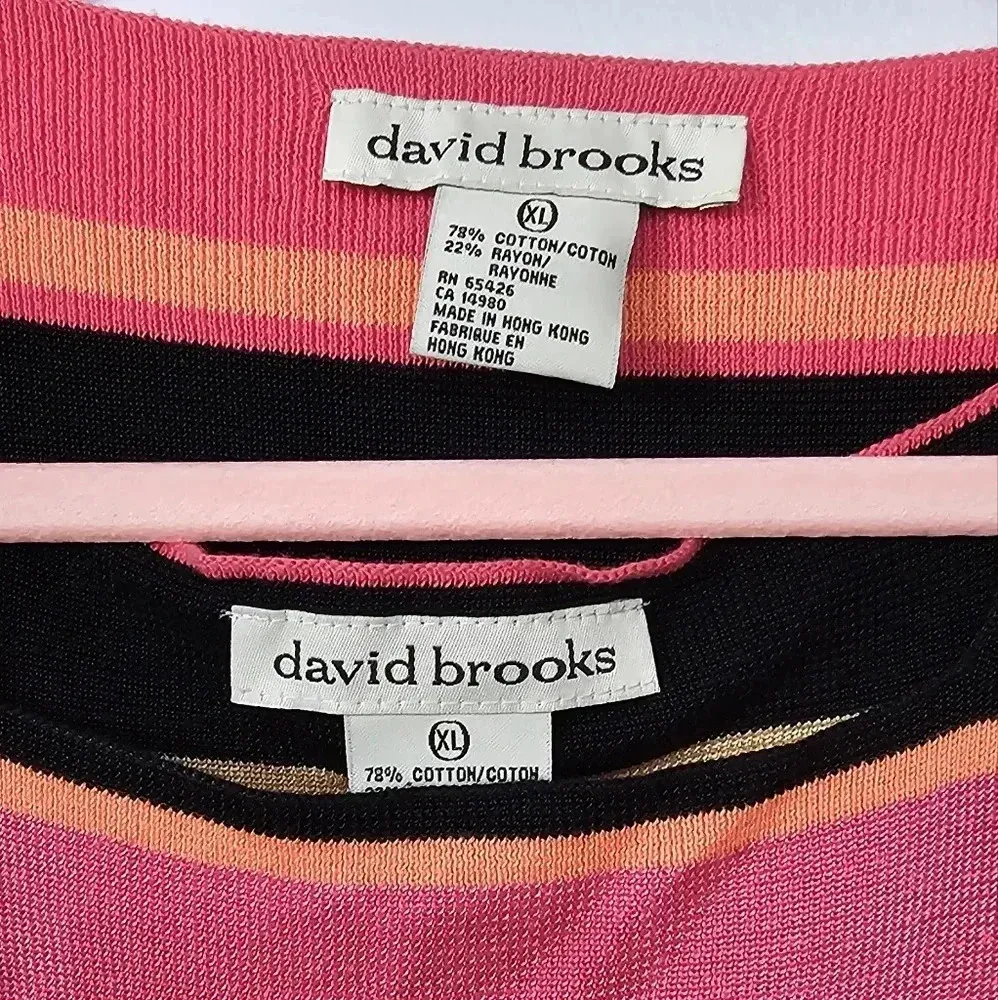 david brooks
XL
78% COTTON/COTON
22% RAYON/
RAYONNE
RN 65426
CA 14980
MADE IN HONG KONG
FABRIQUE EN
HONG KONG
david brooks
XL
78% COTTON/COTON